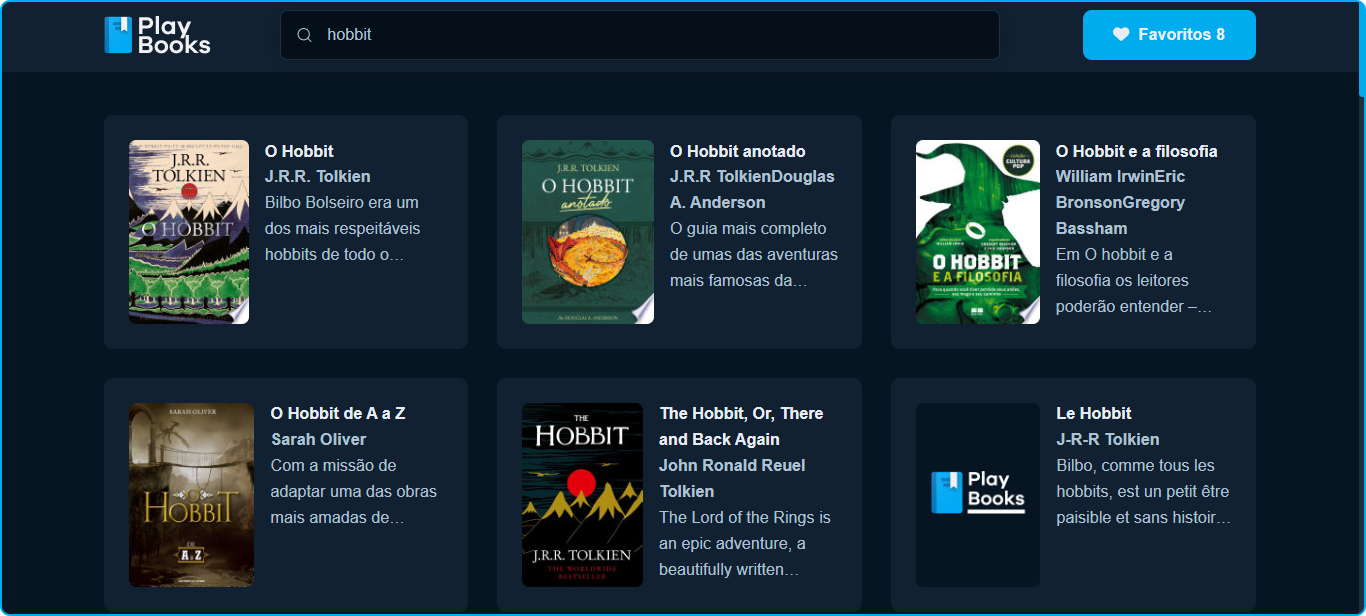 Play
Books
hobbit
Favoritos 8
J.R.R.
TOLKIEN
O HOBBIT
O Hobbit
J.R.R. Tolkien
Bilbo Bolseiro era um
dos mais respeitáveis
hobbits de todo o…
J.R.R. TOLKIEN
O HOBBIT
anotado
O Hobbit anotado
J.R.R TolkienDouglas
A. Anderson
O guia mais completo
de umas das aventuras
mais famosas da…
CULTURA
POP
O HOBBIT
E A FILOSOFIA
O Hobbit e a filosofia
William IrwinEric
BronsonGregory
Bassham
Em O hobbit e a
filosofia os leitores
poderão entender –…
SARAH OLIVER
O
HOBBIT
DE
A a Z
O Hobbit de A a Z
Sarah Oliver
Com a missão de
adaptar uma das obras
mais amadas de…
THE
HOBBIT
J.R.R. TOLKIEN
THE WORLDWIDE
BESTSELLER
The Hobbit, Or, There
and Back Again
John Ronald Reuel
Tolkien
The Lord of the Rings is
an epic adventure, a
beautifully written…
Play
Books
Le Hobbit
J-R-R Tolkien
Bilbo, comme tous les
hobbits, est un petit être
paisible et sans histoir…